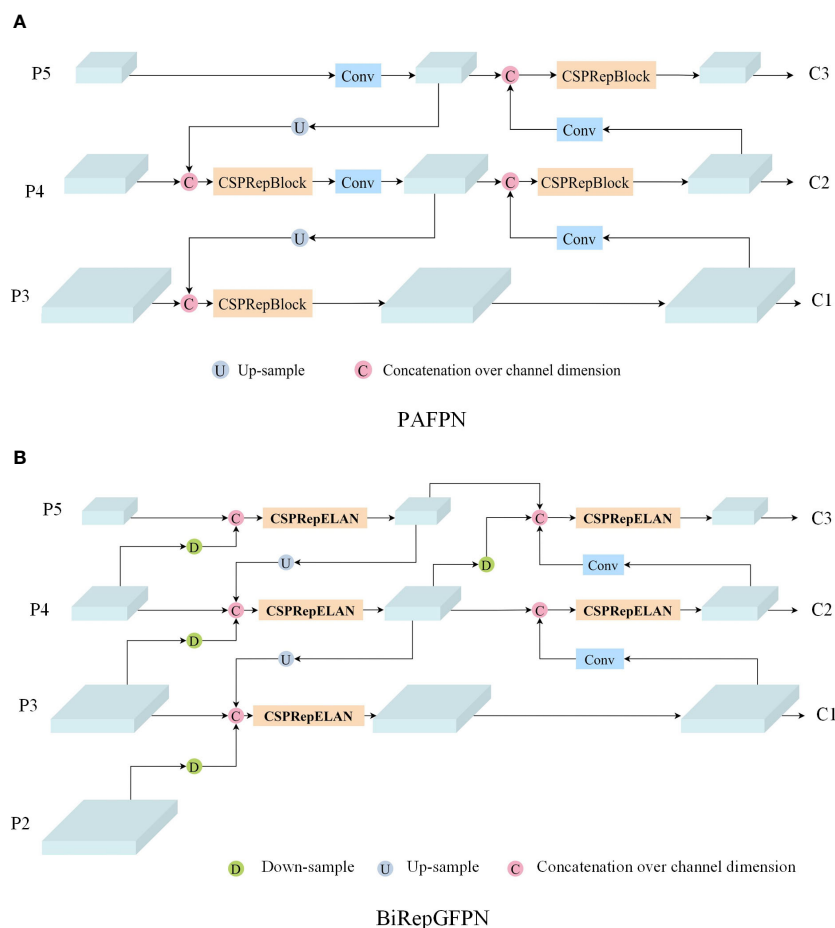 A
P5 Conv C CSPRepBlock C3
U Conv
P4 C CSPRepBlock Conv C CSPRepBlock C2
U Conv
P3 C CSPRepBlock C1
U Up-sample C Concatenation over channel dimension
PAFPN
B
P5 C CSPRepELAN C CSPRepELAN C3
D U D Conv
P4 C CSPRepELAN C CSPRepELAN C2
D U Conv
P3 C CSPRepELAN C1
D
P2
D Down-sample U Up-sample C Concatenation over channel dimension
BiRepGFPN